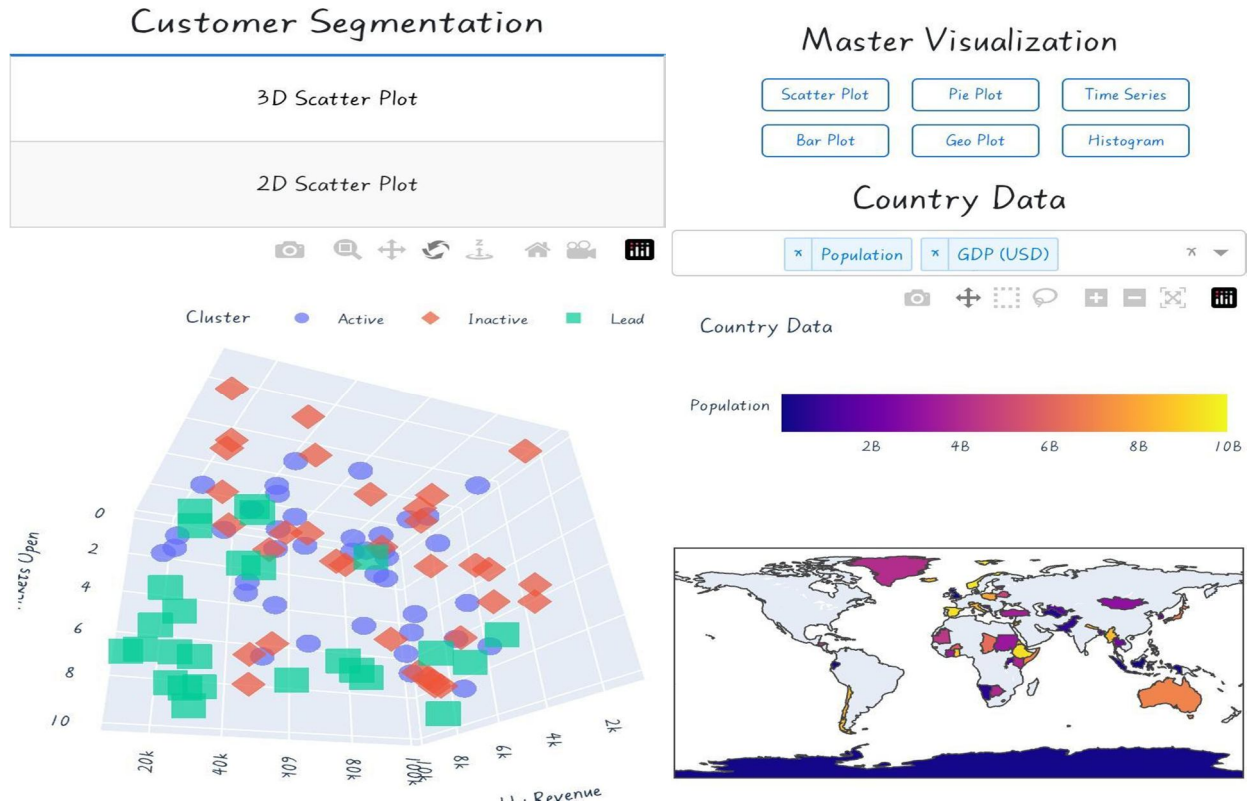 Customer Segmentation
3D Scatter Plot
2D Scatter Plot
Z
Cluster
Active
Inactive
Lead
0
2
4
6
8
10
20k
40k
60k
80k
8k
6k
4k
2k
Revenue
Master Visualization
Scatter Plot
Pie Plot
Time Series
Bar Plot
Geo Plot
Histogram
Country Data
× Population × GDP (USD) ×
Country Data
Population
2B
4B
6B
8B
10B